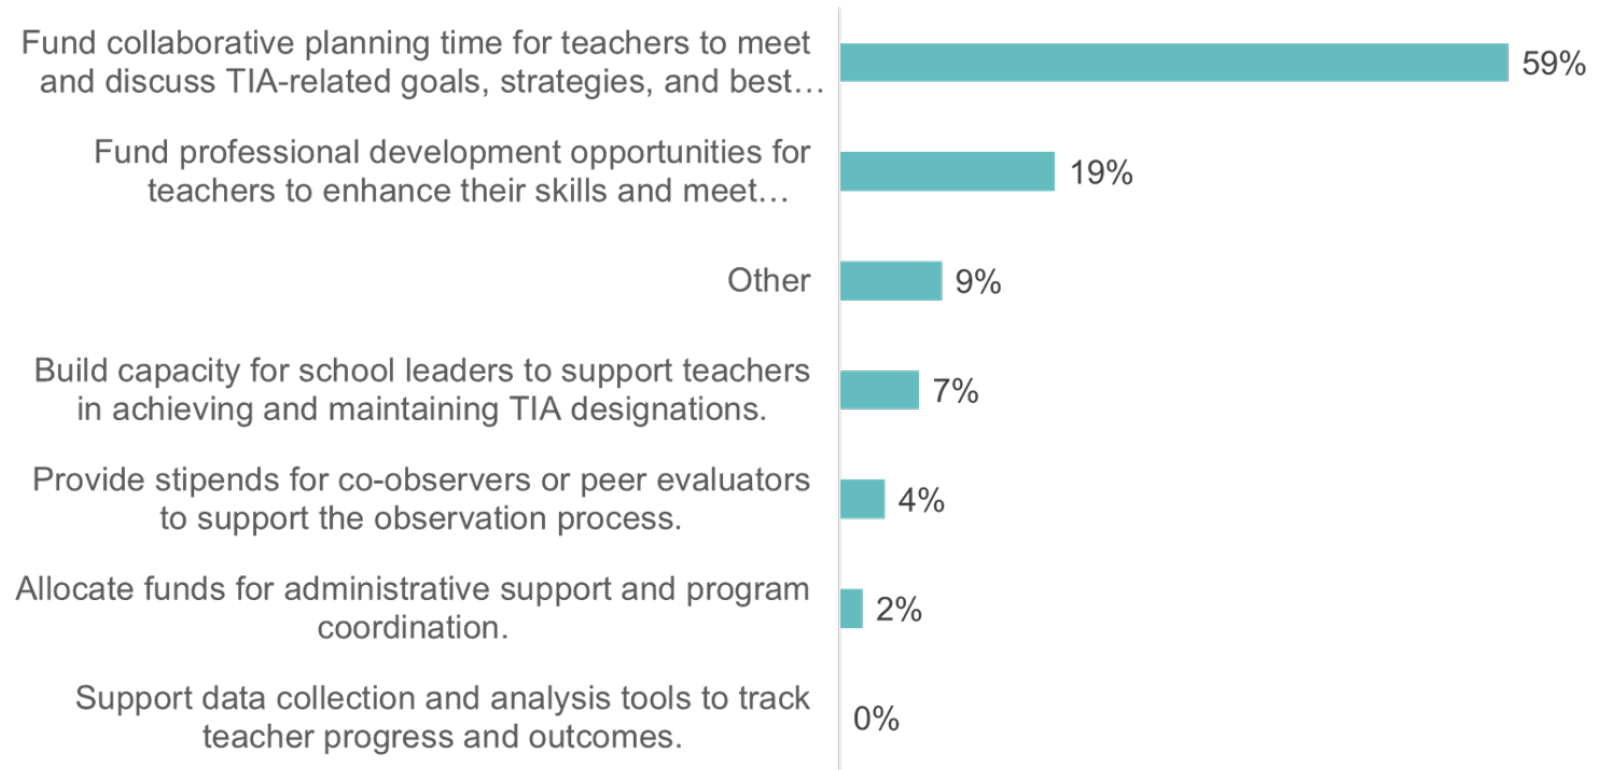 Fund collaborative planning time for teachers to meet
and discuss TIA-related goals, strategies, and best…
59%
Fund professional development opportunities for
teachers to enhance their skills and meet…
19%
Other
9%
Build capacity for school leaders to support teachers
in achieving and maintaining TIA designations.
7%
Provide stipends for co-observers or peer evaluators
to support the observation process.
4%
Allocate funds for administrative support and program
coordination.
2%
Support data collection and analysis tools to track
teacher progress and outcomes.
0%